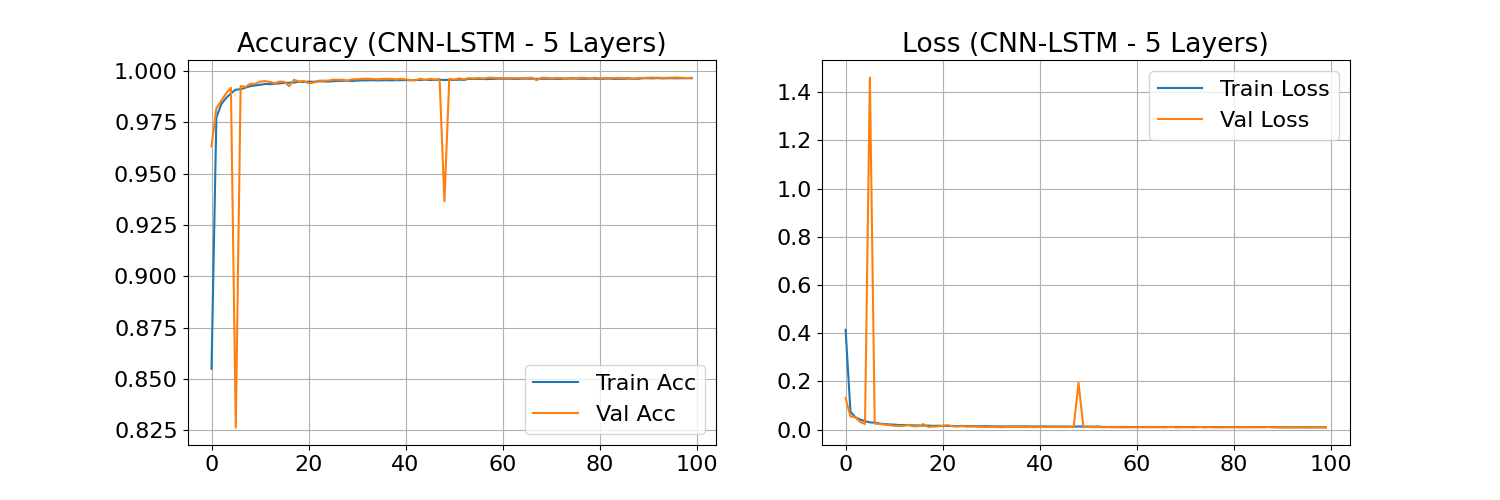 Accuracy (CNN-LSTM - 5 Layers)
1.000
0.975
0.950
0.925
0.900
0.875
0.850
0.825
0 20 40 60 80 100
Train Acc
Val Acc
Loss (CNN-LSTM - 5 Layers)
1.4
1.2
1.0
0.8
0.6
0.4
0.2
0.0
0 20 40 60 80 100
Train Loss
Val Loss